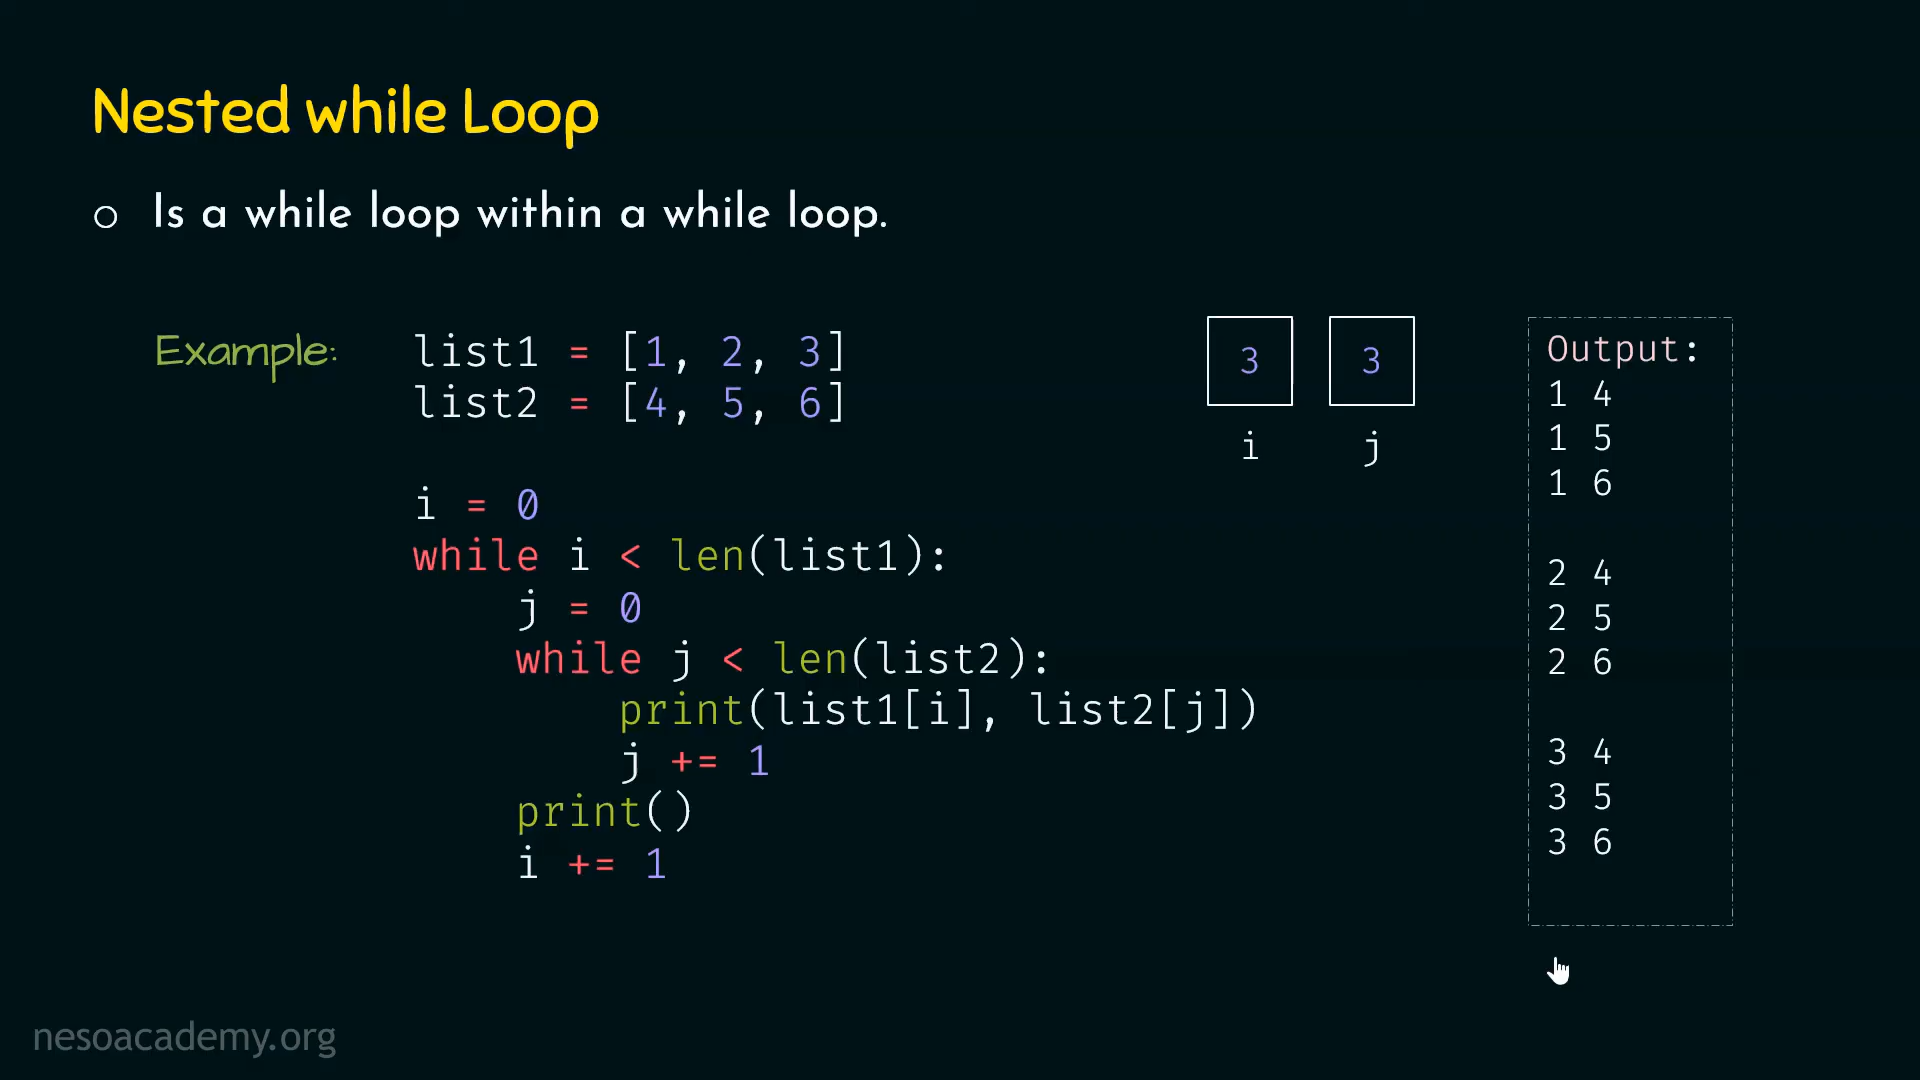 Nested while Loop
Is a while loop within a while loop.
Example:
list1 = [1, 2, 3]
list2 = [4, 5, 6]
i = 0
while i < len(list1):
    j = 0
    while j < len(list2):
        print(list1[i], list2[j])
        j += 1
    print()
    i += 1
3 3
i j
Output:
1 4
1 5
1 6
2 4
2 5
2 6
3 4
3 5
3 6
nesoacademy.org